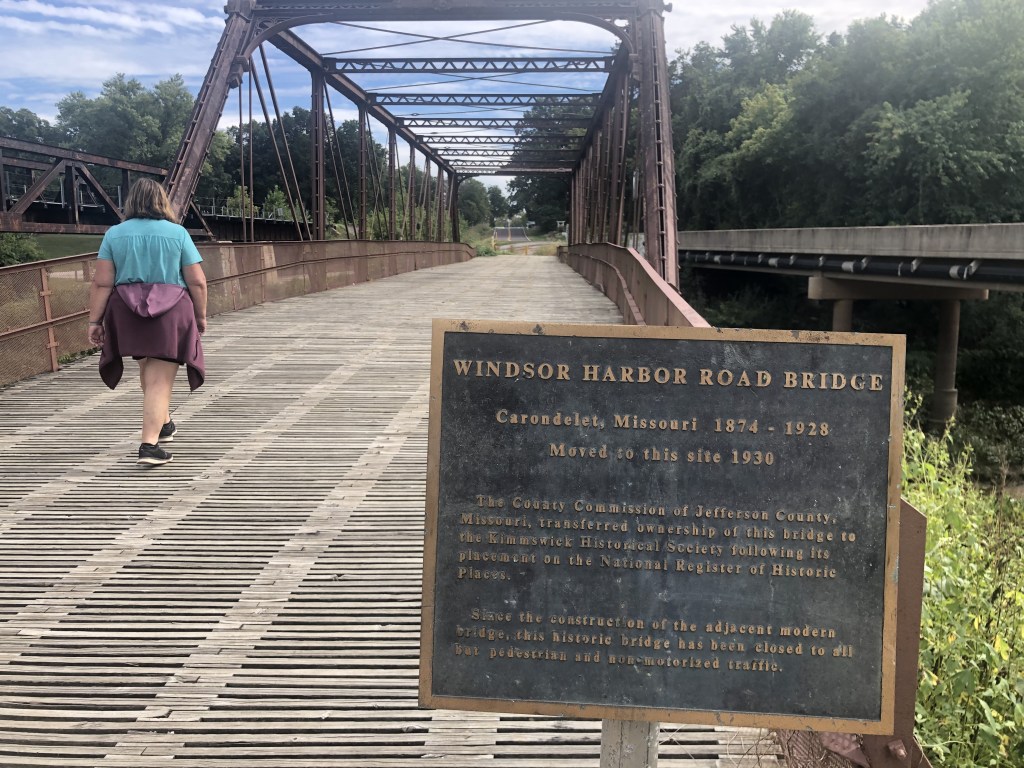 WINDSOR HARBOR ROAD BRIDGE
Carondelet, Missouri 1874 - 1928
Moved to this site 1930
The County Commission of Jefferson County,
Missouri, transferred ownership of this bridge to
the Kimmswick Historical Society following its
placement on the National Register of Historic
Places.
Since the construction of the adjacent modern
bridge, this historic bridge has been closed to all
but pedestrian and non-motorized traffic.